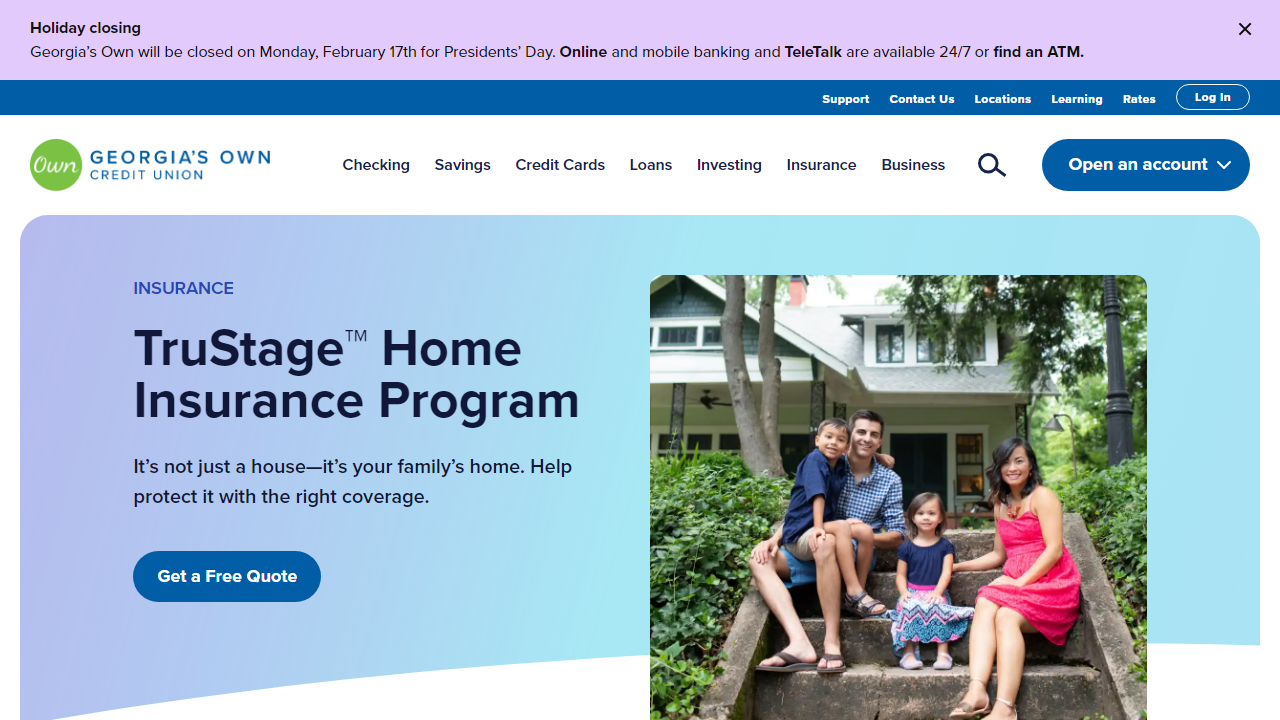 Holiday closing
Georgia’s Own will be closed on Monday, February 17th for Presidents’ Day. Online and mobile banking and TeleTalk are available 24/7 or find an ATM.
Support Contact Us Locations Learning Rates Log In
Own GEORGIA’S OWN
CREDIT UNION
Checking Savings Credit Cards Loans Investing Insurance Business Open an account
INSURANCE
TruStage™ Home
Insurance Program
It’s not just a house—it’s your family’s home. Help
protect it with the right coverage.
Get a Free Quote